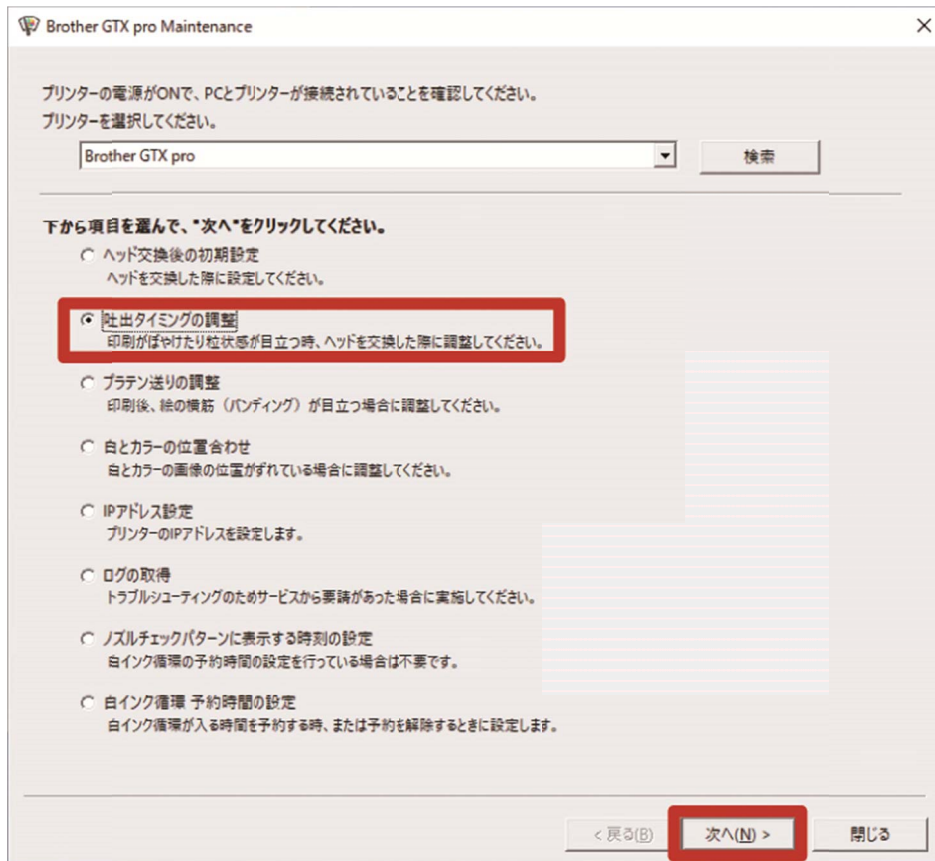 Brother GTX pro Maintenance
プリンターの電源がONで、PCとプリンターが接続されていることを確認してください。
プリンターを選択してください。
Brother GTX pro
検索
下から項目を選んで、"次へ"をクリックしてください。
ヘッド交換後の初期設定
ヘッドを交換した際に設定してください。
吐出タイミングの調整
印刷がぼやけたり粒状感が目立つ時、ヘッドを交換した際に調整してください。
プラテン送りの調整
印刷後、絵の横筋（バンディング）が目立つ場合に調整してください。
白とカラーの位置合わせ
白とカラーの画像の位置がずれている場合に調整してください。
IPアドレス設定
プリンターのIPアドレスを設定します。
ログの取得
トラブルシューティングのためサービスから要請があった場合に実施してください。
ノズルチェックパターンに表示する時刻の設定
白インク循環の予約時間の設定を行っている場合は不要です。
白インク循環 予約時間の設定
白インク循環が入る時間を予約する時、または予約を解除するときに設定します。
< 戻る(B)
次へ(N) >
閉じる